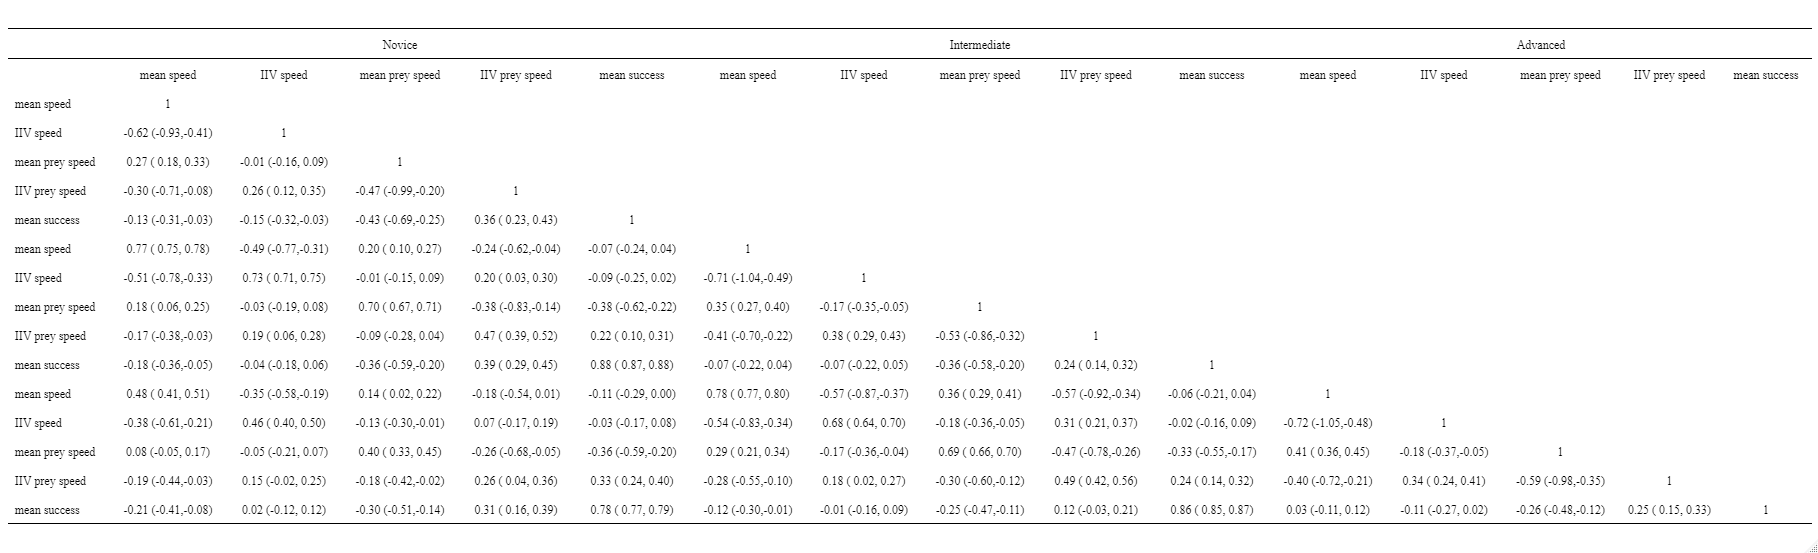 Novice Intermediate Advanced
mean speed IIV speed mean prey speed IIV prey speed mean success mean speed IIV speed mean prey speed IIV prey speed mean success mean speed IIV speed mean prey speed IIV prey speed mean success
mean speed 1
IIV speed -0.62 (-0.93,-0.41) 1
mean prey speed 0.27 ( 0.18, 0.33) -0.01 (-0.16, 0.09) 1
IIV prey speed -0.30 (-0.71,-0.08) 0.26 ( 0.12, 0.35) -0.47 (-0.99,-0.20) 1
mean success -0.13 (-0.31,-0.03) -0.15 (-0.32,-0.03) -0.43 (-0.69,-0.25) 0.36 ( 0.23, 0.43) 1
mean speed 0.77 ( 0.75, 0.78) -0.49 (-0.77,-0.31) 0.20 ( 0.10, 0.27) -0.24 (-0.62,-0.04) -0.07 (-0.24, 0.04) 1
IIV speed -0.51 (-0.78,-0.33) 0.73 ( 0.71, 0.75) -0.01 (-0.15, 0.09) 0.20 ( 0.03, 0.30) -0.09 (-0.25, 0.02) -0.71 (-1.04,-0.49) 1
mean prey speed 0.18 ( 0.06, 0.25) -0.03 (-0.19, 0.08) 0.70 ( 0.67, 0.71) -0.38 (-0.83,-0.14) -0.38 (-0.62,-0.22) 0.35 ( 0.27, 0.40) -0.17 (-0.35,-0.05) 1
IIV prey speed -0.17 (-0.38,-0.03) 0.19 ( 0.06, 0.28) -0.09 (-0.28, 0.04) 0.47 ( 0.39, 0.52) 0.22 ( 0.10, 0.31) -0.41 (-0.70,-0.22) 0.38 ( 0.29, 0.43) -0.53 (-0.86,-0.32) 1
mean success -0.18 (-0.36,-0.05) -0.04 (-0.18, 0.06) -0.36 (-0.59,-0.20) 0.39 ( 0.29, 0.45) 0.88 ( 0.87, 0.88) -0.07 (-0.22, 0.04) -0.07 (-0.22, 0.05) -0.36 (-0.58,-0.20) 0.24 ( 0.14, 0.32) 1
mean speed 0.48 ( 0.41, 0.51) -0.35 (-0.58,-0.19) 0.14 ( 0.02, 0.22) -0.18 (-0.54, 0.01) -0.11 (-0.29, 0.00) 0.78 ( 0.77, 0.80) -0.57 (-0.87,-0.37) 0.36 ( 0.29, 0.41) -0.57 (-0.92,-0.34) -0.06 (-0.21, 0.04) 1
IIV speed -0.38 (-0.61,-0.21) 0.46 ( 0.40, 0.50) -0.13 (-0.30,-0.01) 0.07 (-0.17, 0.19) -0.03 (-0.17, 0.08) -0.54 (-0.83,-0.34) 0.68 ( 0.64, 0.70) -0.18 (-0.36,-0.05) 0.31 ( 0.21, 0.37) -0.02 (-0.16, 0.09) -0.72 (-1.05,-0.48) 1
mean prey speed 0.08 (-0.05, 0.17) -0.05 (-0.21, 0.07) 0.40 ( 0.33, 0.45) -0.26 (-0.68,-0.05) -0.36 (-0.59,-0.20) 0.29 ( 0.21, 0.34) -0.17 (-0.36,-0.04) 0.69 ( 0.66, 0.70) -0.47 (-0.78,-0.26) -0.33 (-0.55,-0.17) 0.41 ( 0.36, 0.45) -0.18 (-0.37,-0.05) 1
IIV prey speed -0.19 (-0.44,-0.03) 0.15 (-0.02, 0.25) -0.18 (-0.42,-0.02) 0.26 ( 0.04, 0.36) 0.33 ( 0.24, 0.40) -0.28 (-0.55,-0.10) 0.18 ( 0.02, 0.27) -0.30 (-0.60,-0.12) 0.49 ( 0.42, 0.56) 0.24 ( 0.14, 0.32) -0.40 (-0.72,-0.21) 0.34 ( 0.24, 0.41) -0.59 (-0.98,-0.35) 1
mean success -0.21 (-0.41,-0.08) 0.02 (-0.12, 0.12) -0.30 (-0.51,-0.14) 0.31 ( 0.16, 0.39) 0.78 ( 0.77, 0.79) -0.12 (-0.30,-0.01) -0.01 (-0.16, 0.09) -0.25 (-0.47,-0.11) 0.12 (-0.03, 0.21) 0.86 ( 0.85, 0.87) 0.03 (-0.11, 0.12) -0.11 (-0.27, 0.02) -0.26 (-0.48,-0.12) 0.25 ( 0.15, 0.33) 1